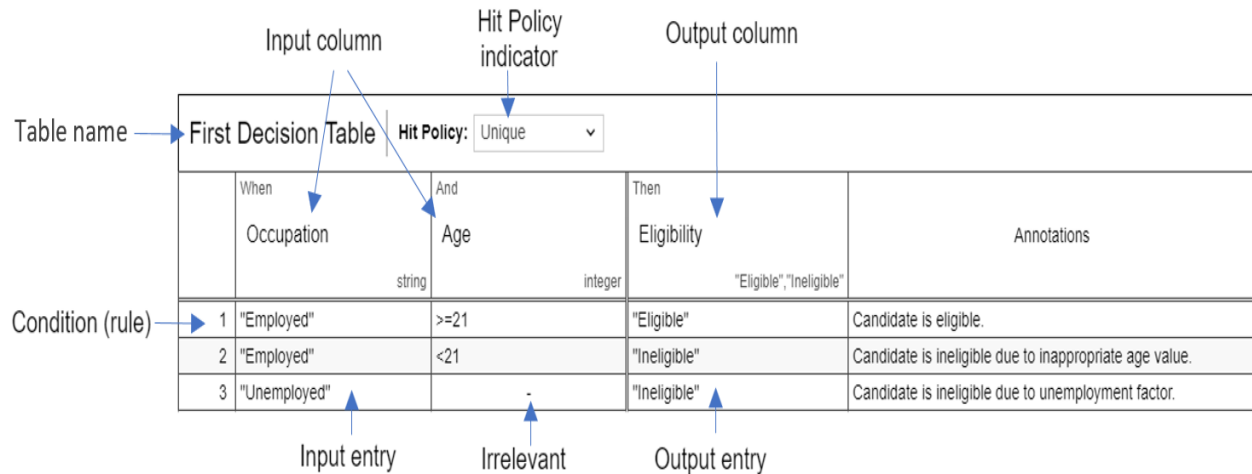 Input column
Hit Policy
indicator
Output column
Table name
First Decision Table
Hit Policy: Unique
When
And
Then
Occupation
Age
Eligibility
Annotations
string
integer
"Eligible","Ineligible"
Condition (rule)
1 "Employed" >=21 "Eligible" Candidate is eligible.
2 "Employed" <21 "Ineligible" Candidate is ineligible due to inappropriate age value.
3 "Unemployed" - "Ineligible" Candidate is ineligible due to unemployment factor.
Input entry
Irrelevant
Output entry